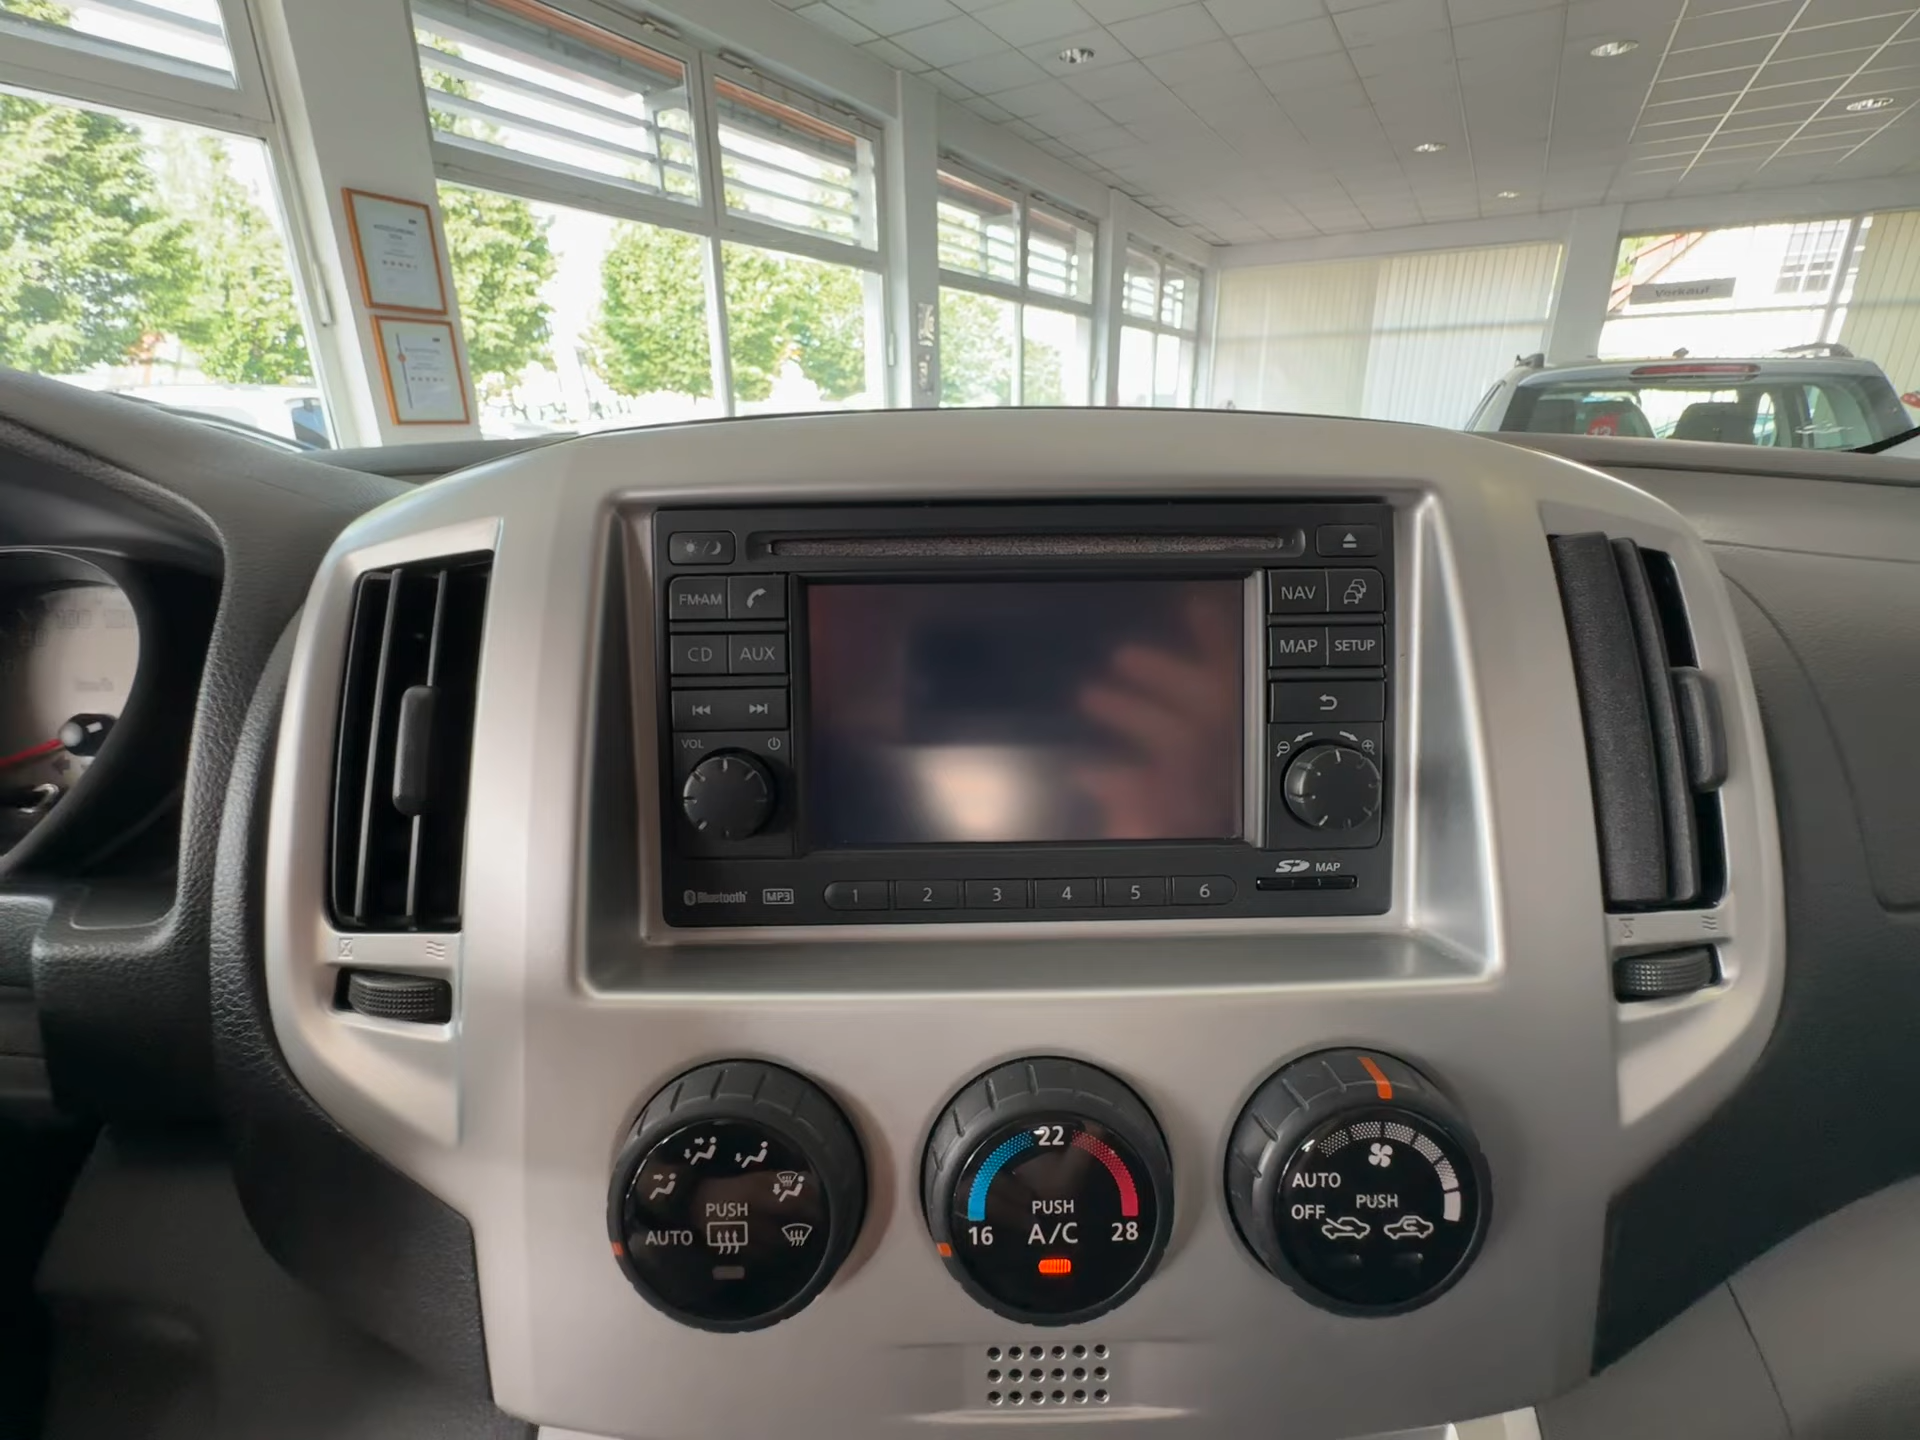 Verkauf
12
FM·AM
NAV
CD
AUX
MAP
SETUP
VOL
SD MAP
Bluetooth
MP3
1
2
3
4
5
6
AUTO
PUSH
22
16
28
PUSH
A/C
AUTO
OFF
PUSH